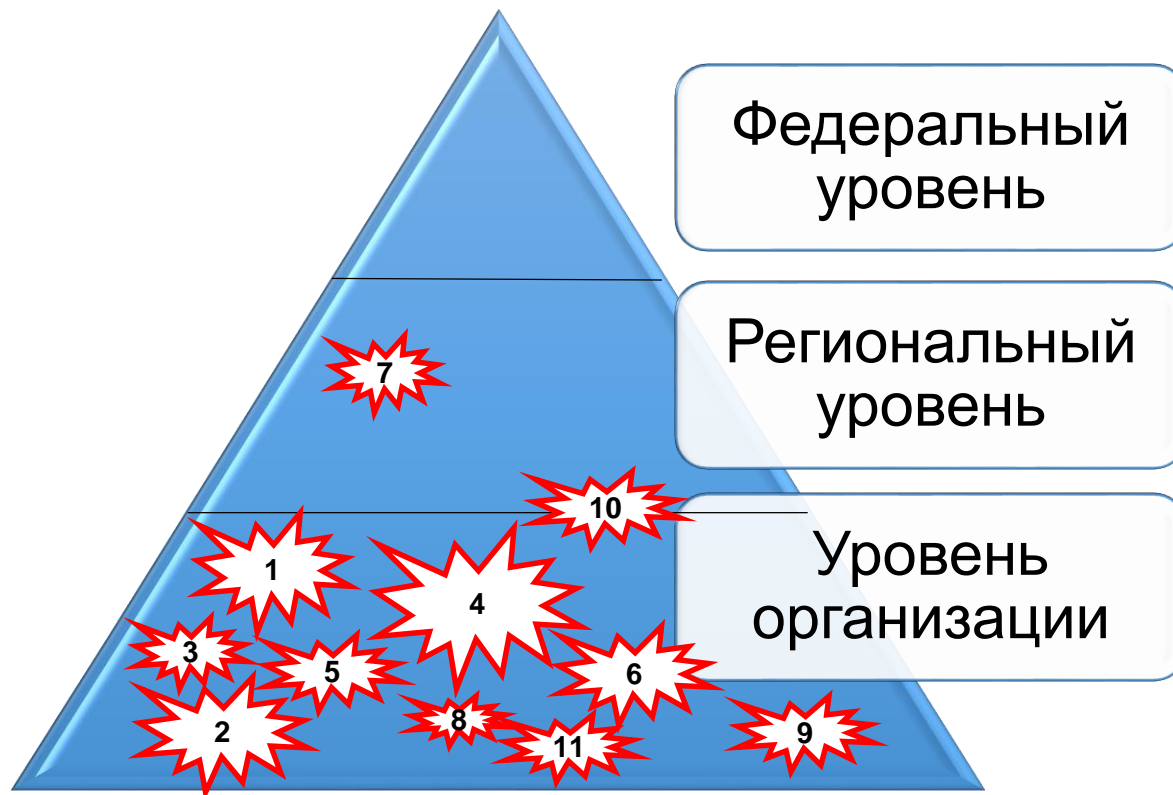 Федеральный
уровень
Региональный
уровень
7
10
Уровень
организации
1
4
3
5
6
2
8
11
9